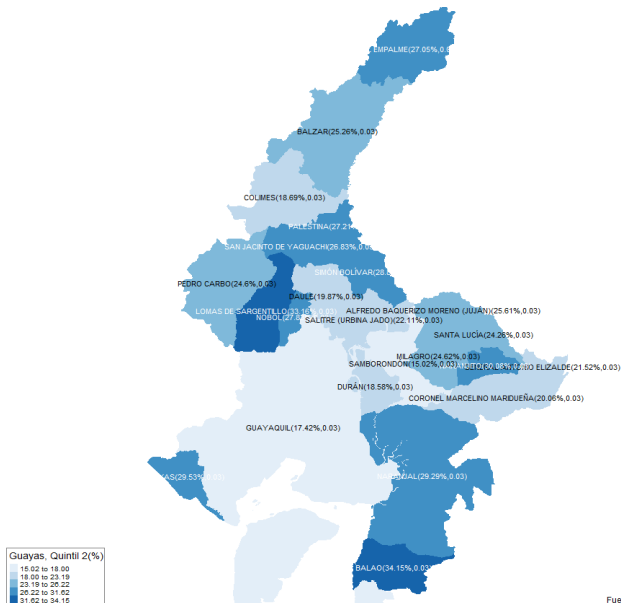 EMPALME(27.05%,0.0
BALZAR(25.26%,0.03)
COLIMES(18.69%,0.03)
PALESTINA(27.21
SAN JACINTO DE YAGUACHI(26.83%,0.0
SIMÓN BOLÍVAR(28.
PEDRO CARBO(24.6%,0.03)
DAULE(19.87%,0.03)
LOMAS DE SARGENTILLO(33.16%,0.03)
ALFREDO BAQUERIZO MORENO (JUJÁN)(25.61%,0.03)
NOBOL(27.8
SALITRE (URBINA JADO)(22.11%,0.03)
SANTA LUCÍA(24.26%,0.03)
MILAGRO(24.62%,0.03)
SAMBORONDÓN(15.02%,0.03)
ELIZALDE(21.52%,0.03)
DURÁN(18.58%,0.03)
CORONEL MARCELINO MARIDUEÑA(20.06%,0.03)
GUAYAQUIL(17.42%,0.03)
AS(29.53%,0.03)
NARANJAL(29.29%,0.03)
BALAO(34.15%,0.03)
Guayas, Quintil 2(%)
15.02 to 18.00
18.00 to 23.19
23.19 to 26.22
26.22 to 31.62
31.62 to 34.15
Fue